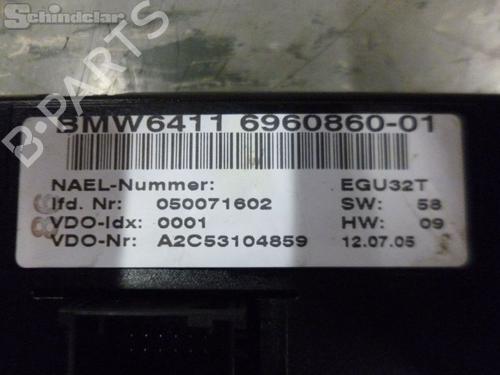 Schindelar
B-PARTS
BMW6411 6960860-01
NAEL-Nummer: EGU32T
lfd. Nr: 050071602 SW: 58
VDO-Idx: 0001 HW: 09
VDO-Nr: A2C53104859 12.07.05